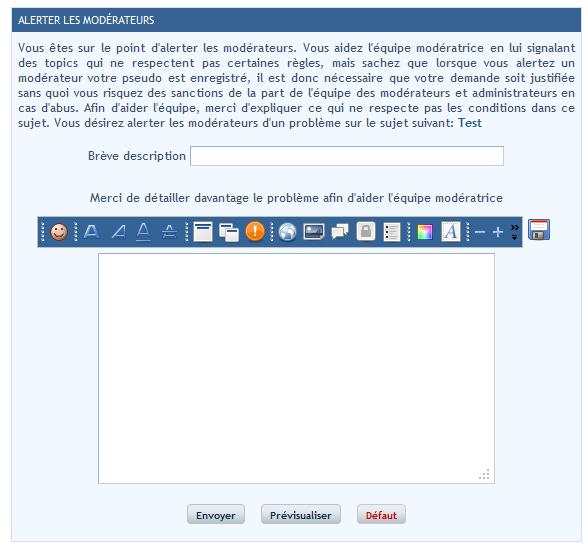 ALERTER LES MODÉRATEURS
Vous êtes sur le point d'alerter les modérateurs. Vous aidez l'équipe modératrice en lui signalant
des topics qui ne respectent pas certaines règles, mais sachez que lorsque vous alertez un
modérateur votre pseudo est enregistré, il est donc nécessaire que votre demande soit justifiée
sans quoi vous risquez des sanctions de la part de l'équipe des modérateurs et administrateurs en
cas d'abus. Afin d'aider l'équipe, merci d'expliquer ce qui ne respecte pas les conditions dans ce
sujet. Vous désirez alerter les modérateurs d'un problème sur le sujet suivant: Test
Brève description
Merci de détailler davantage le problème afin d'aider l'équipe modératrice
Envoyer Prévisualiser Défaut